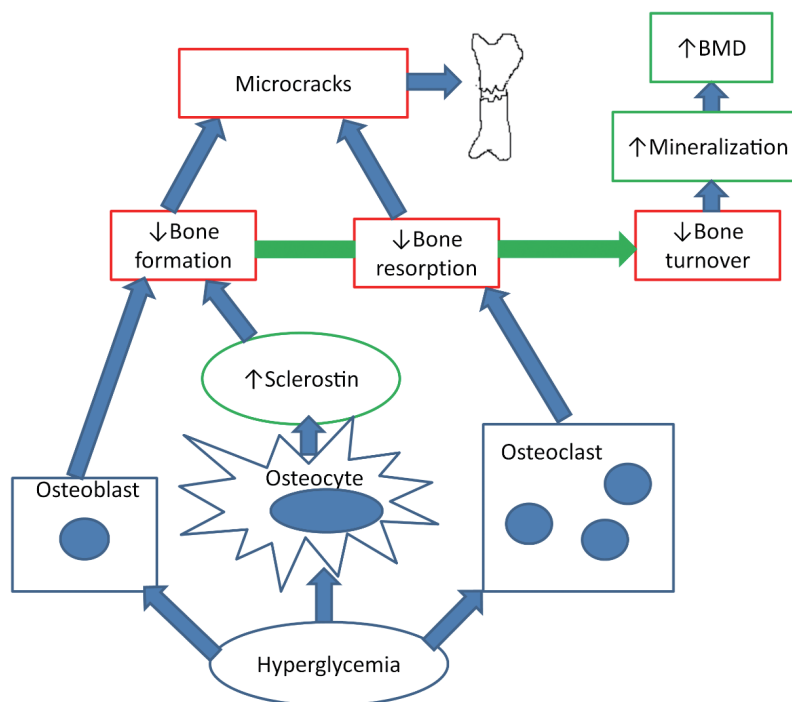 ↑BMD
Microcracks
↑Mineralization
↓Bone
formation
↓Bone
resorption
↓Bone
turnover
↑Sclerostin
Osteoclast
Osteocyte
Osteoblast
Hyperglycemia